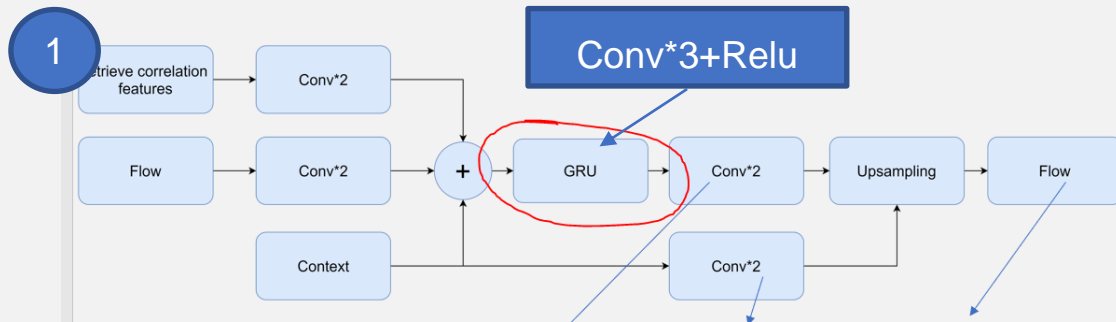 1
Conv*3+Relu
etrieve correlation
features
Conv*2
Flow
Conv*2
+
GRU
Conv*2
Upsampling
Flow
Context
Conv*2